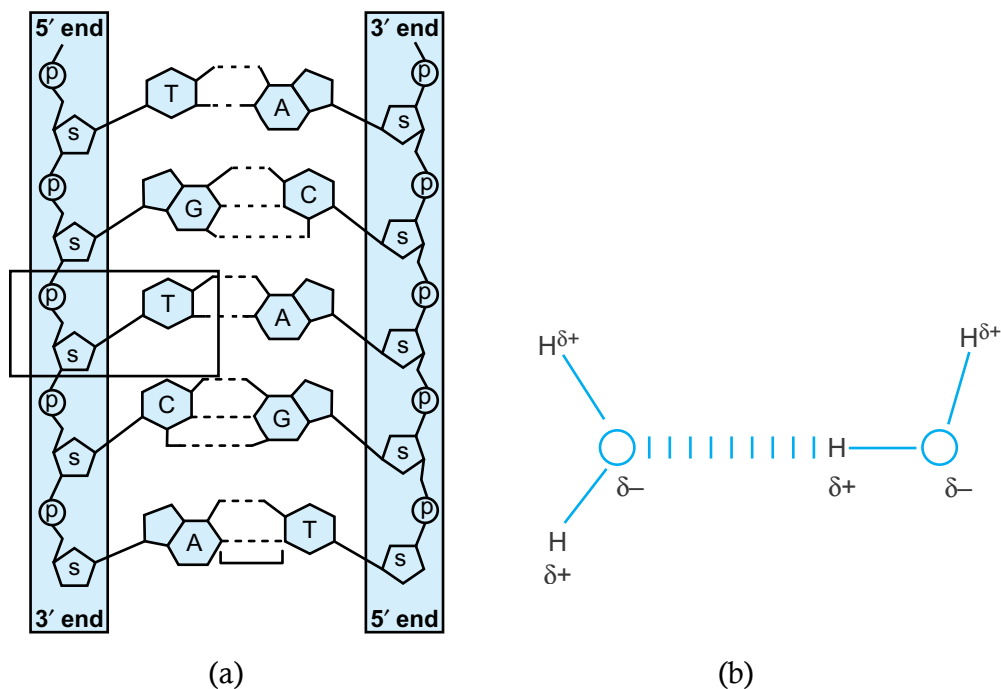 5′ end 3′ end
p p
T A
s s
p p
G C
s s
p p
T A
s s
p p
C G
s s
p p
A T
s s
3′ end 5′ end
(a)
Hδ+ Hδ+
H
δ− δ+ δ−
H
δ+
(b)